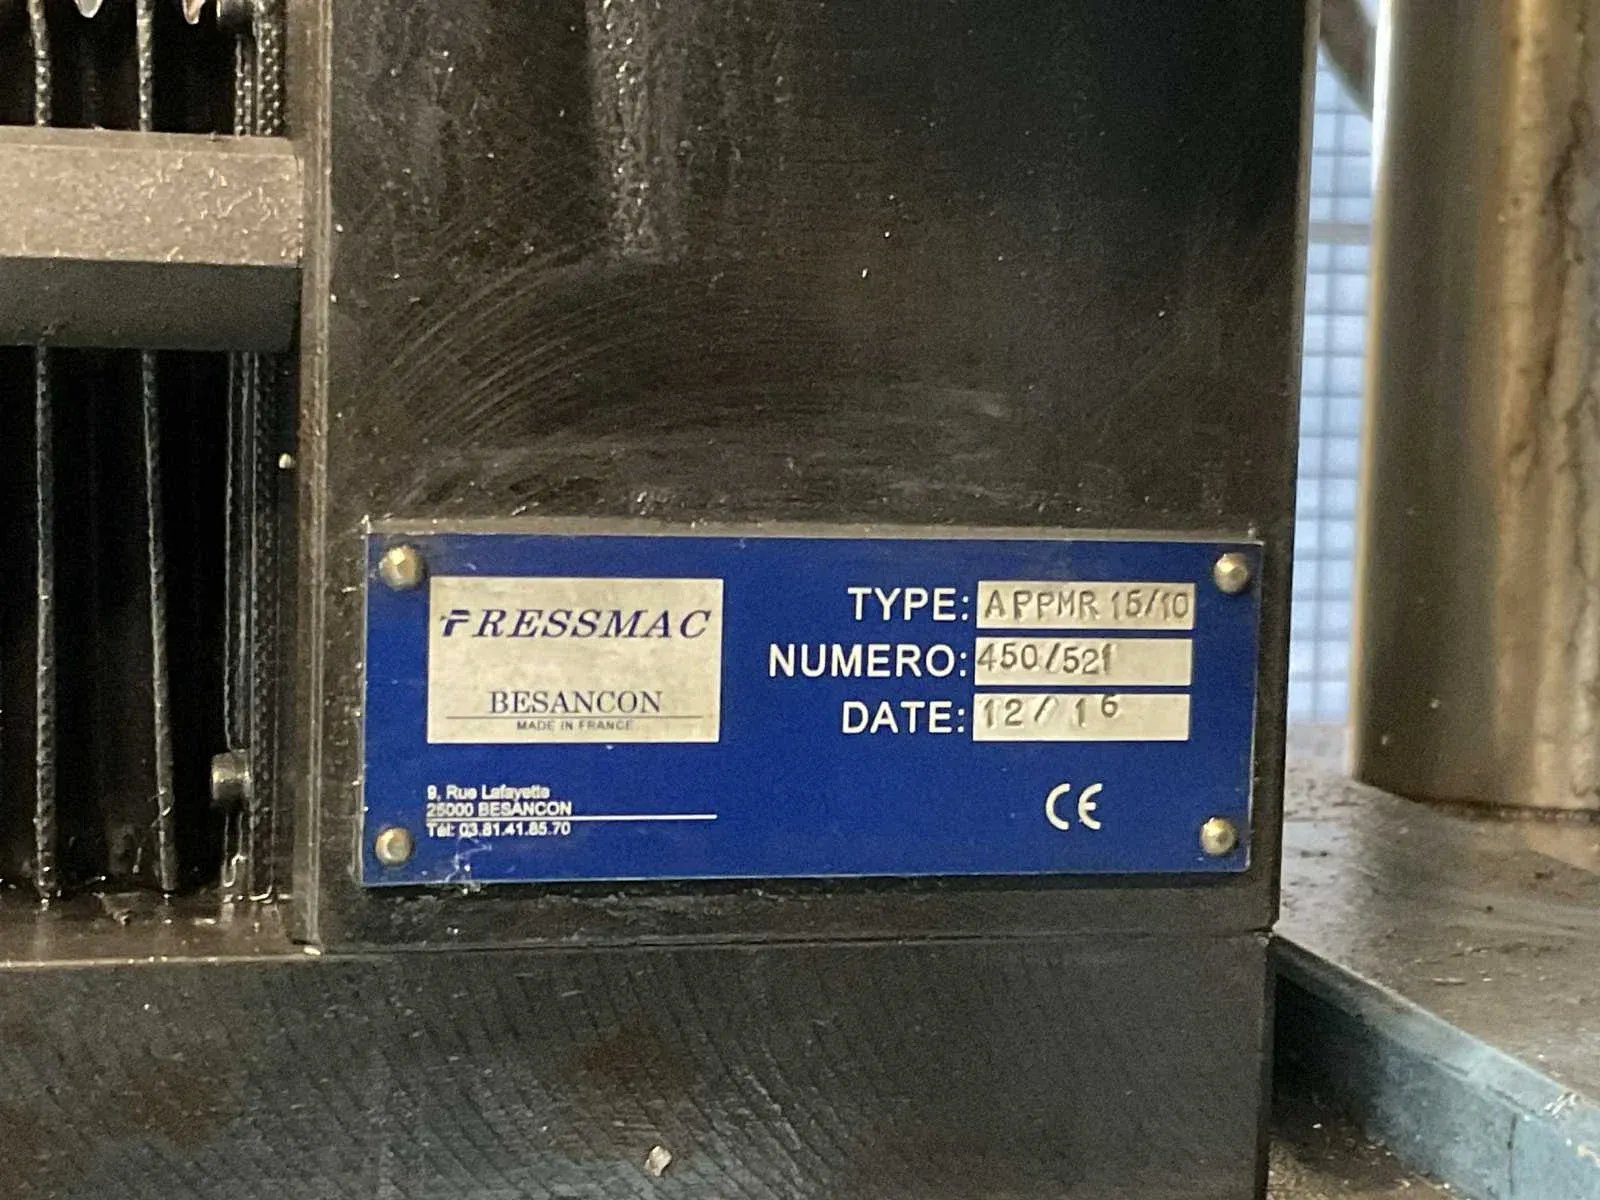 PRESSMAC
BESANCON
MADE IN FRANCE
TYPE: APPMR 15/10
NUMERO: 450/521
DATE: 12/16
9, Rue Lafayette
25000 BESANCON
Tél: 03.81.41.85.70
CE